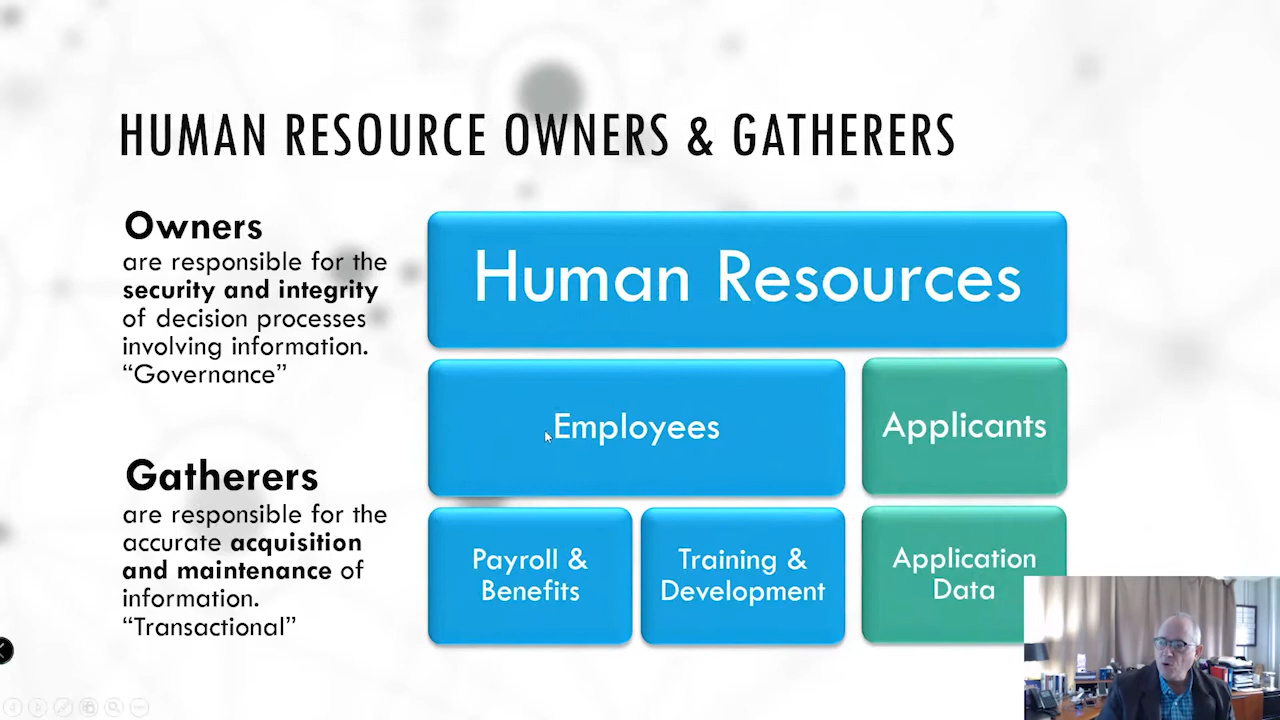 HUMAN RESOURCE OWNERS & GATHERERS
Owners
are responsible for the
security and integrity
of decision processes
involving information.
“Governance”
Gatherers
are responsible for the
accurate acquisition
and maintenance of
information.
“Transactional”
Human Resources
Employees
Applicants
Payroll &
Benefits
Training &
Development
Application
Data